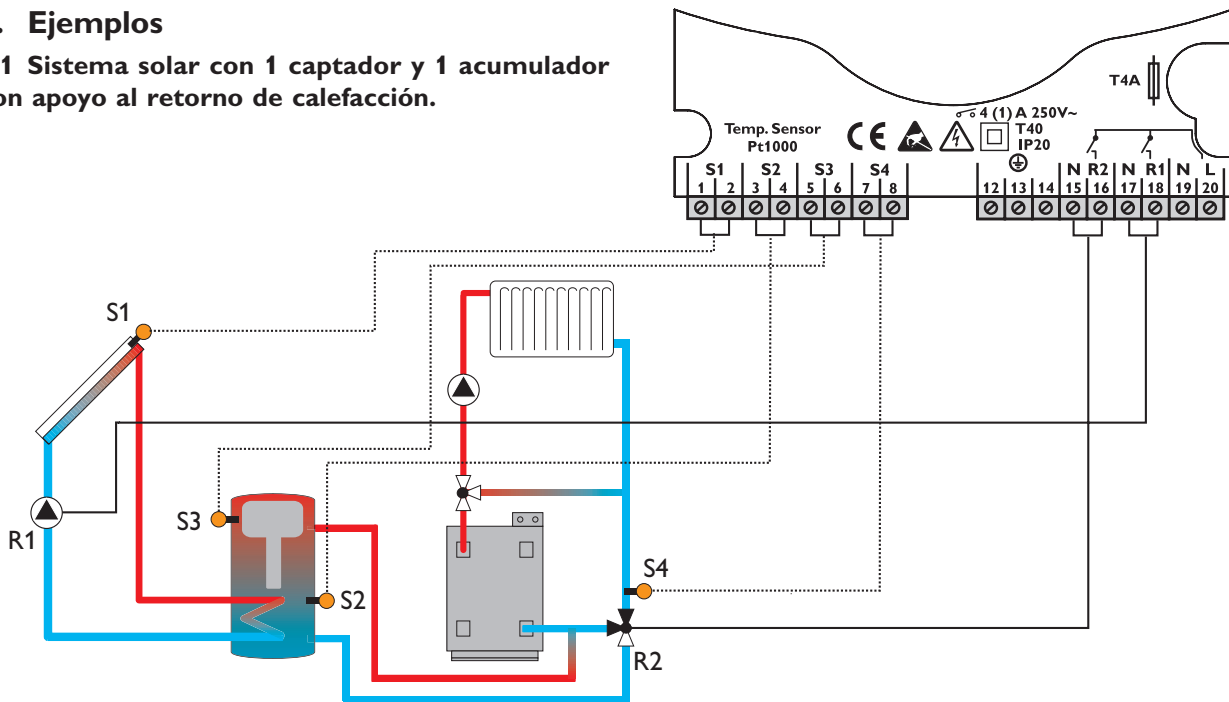 . Ejemplos
1 Sistema solar con 1 captador y 1 acumulador
on apoyo al retorno de calefacción.
T4A
4 (1) A 250V~
Temp. Sensor
Pt1000
CE
T40
IP20
S1 S2 S3 S4
N R2 N R1 N L
1 2 3 4 5 6 7 8
12 13 14 15 16 17 18 19 20
S1
S3
R1
S2
S4
R2